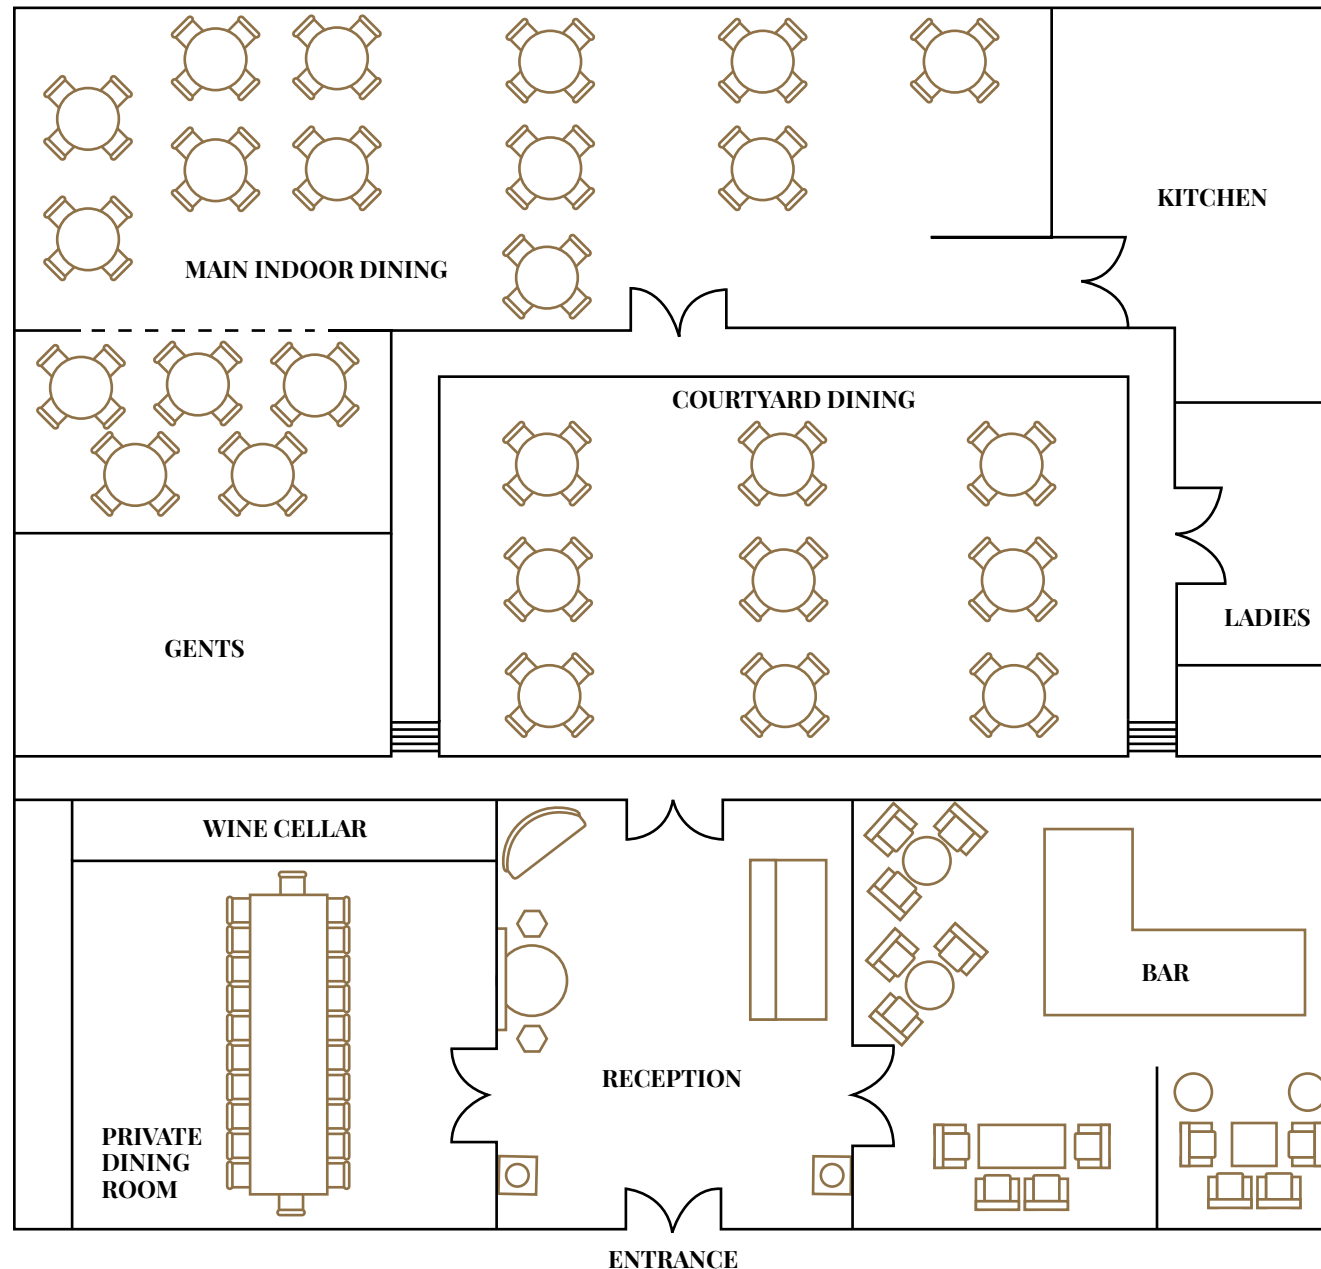 KITCHEN
MAIN INDOOR DINING
COURTYARD DINING
LADIES
GENTS
WINE CELLAR
BAR
RECEPTION
PRIVATE
DINING
ROOM
ENTRANCE